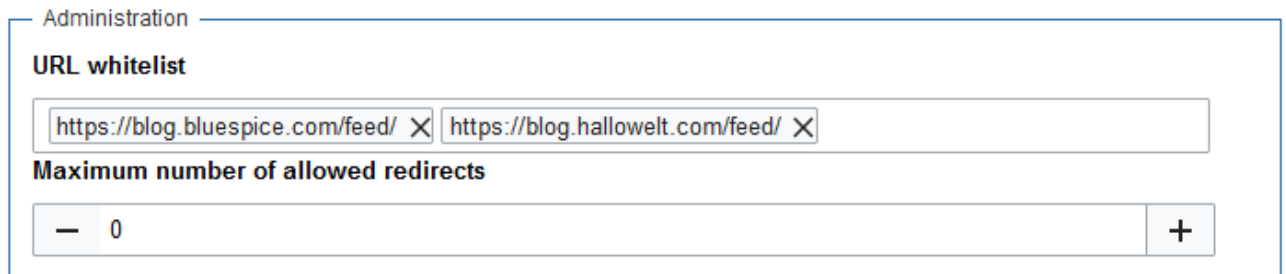 Administration
URL whitelist
https://blog.bluespice.com/feed/ https://blog.hallowelt.com/feed/
Maximum number of allowed redirects
0